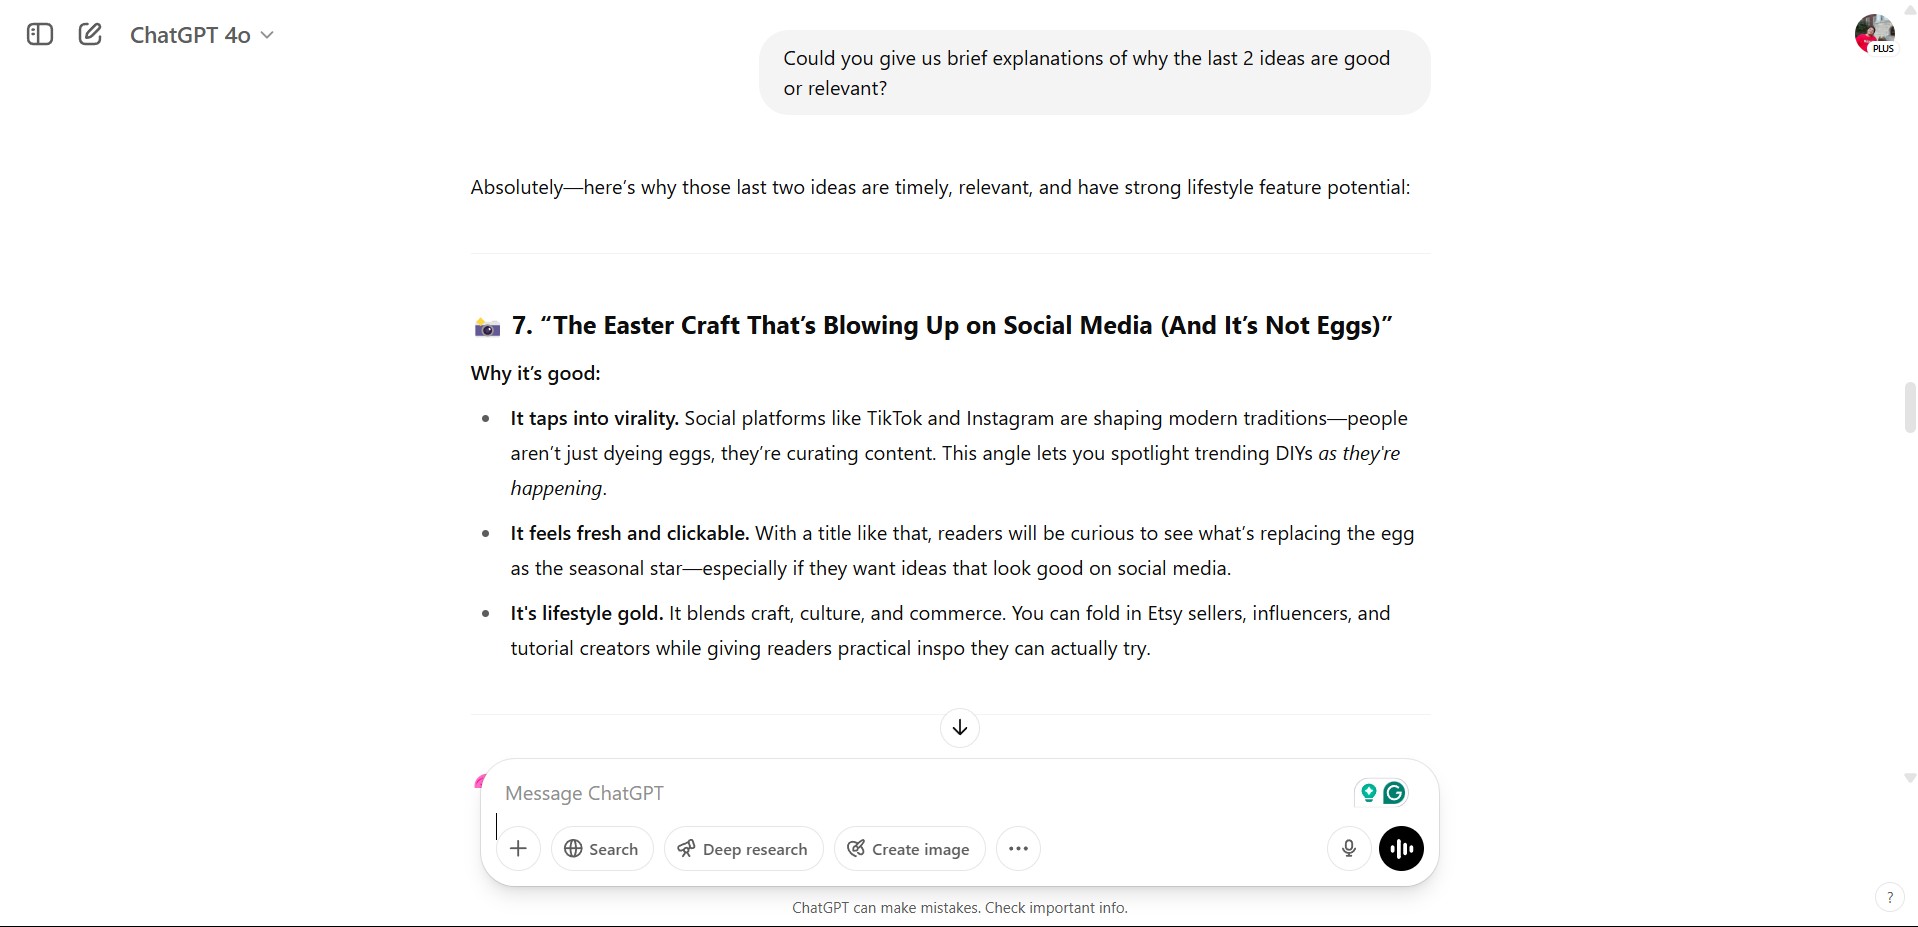 ChatGPT 4o
PLUS
Could you give us brief explanations of why the last 2 ideas are good
or relevant?
Absolutely—here’s why those last two ideas are timely, relevant, and have strong lifestyle feature potential:
7. “The Easter Craft That’s Blowing Up on Social Media (And It’s Not Eggs)”
Why it’s good:
It taps into virality. Social platforms like TikTok and Instagram are shaping modern traditions—people
aren’t just dyeing eggs, they’re curating content. This angle lets you spotlight trending DIYs as they're
happening.
It feels fresh and clickable. With a title like that, readers will be curious to see what’s replacing the egg
as the seasonal star—especially if they want ideas that look good on social media.
It's lifestyle gold. It blends craft, culture, and commerce. You can fold in Etsy sellers, influencers, and
tutorial creators while giving readers practical inspo they can actually try.
Message ChatGPT
Search
Deep research
Create image
ChatGPT can make mistakes. Check important info.
?